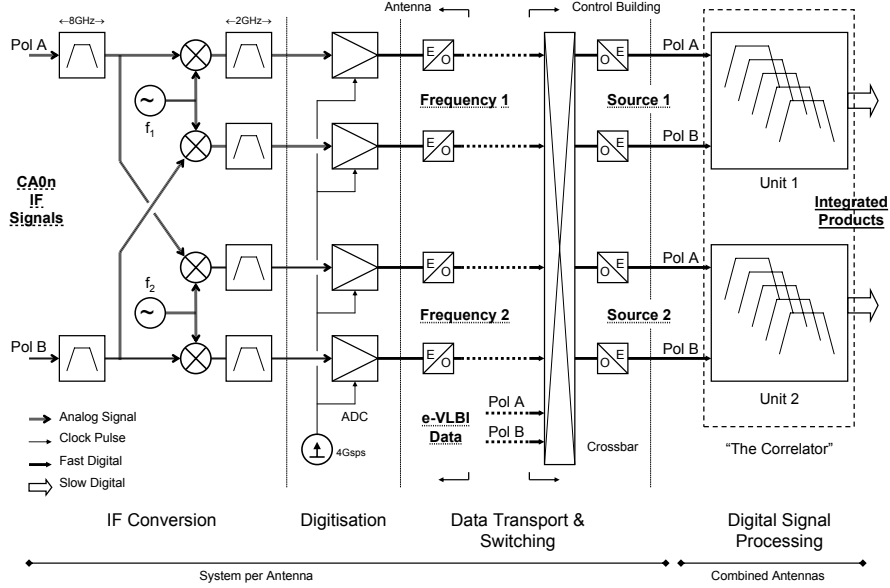 ←8GHz→
←2GHz→
Antenna
Control Building
Pol A
E
O
O
E
Pol A
f1
Frequency 1
Source 1
E
O
O
E
Pol B
Unit 1
CA0n
IF
Signals
Integrated
Products
E
O
O
E
Pol A
f2
Frequency 2
Source 2
Pol B
E
O
O
E
Pol B
Unit 2
Pol A
e-VLBI
Data
Pol B
ADC
4Gsps
Crossbar
"The Correlator"
Analog Signal
Clock Pulse
Fast Digital
Slow Digital
IF Conversion
Digitisation
Data Transport &
Switching
Digital Signal
Processing
System per Antenna
Combined Antennas